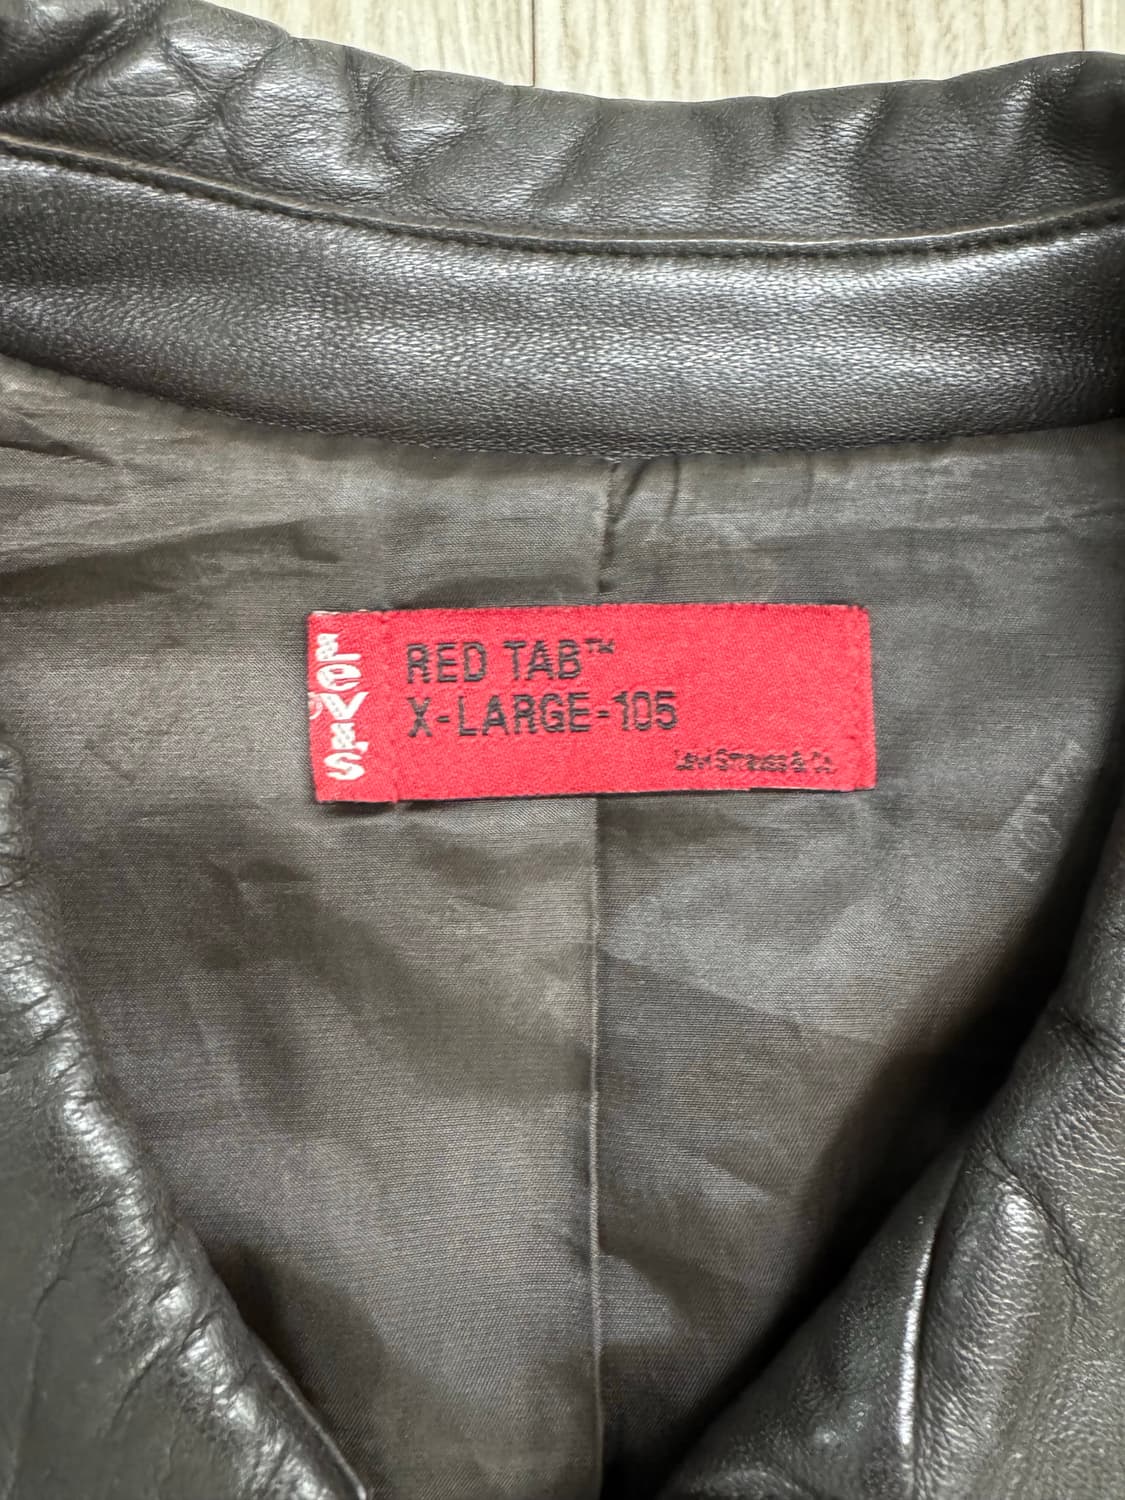 LEVI'S
RED TAB™
X-LARGE-105
Levi Strauss & Co.